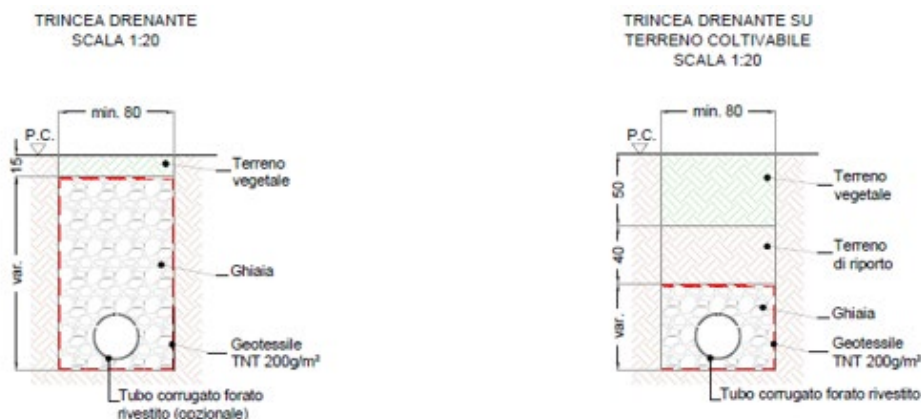 TRINCEA DRENANTE
SCALA 1:20
min. 80
P.C.
15
var.
Terreno
vegetale
Ghiaia
Geotessile
TNT 200g/m³
Tubo corrugato forato
rivestito (opzionale)
TRINCEA DRENANTE SU
TERRENO COLTIVABILE
SCALA 1:20
min. 80
P.C.
50
40
var.
Terreno
vegetale
Terreno
di riporto
Ghiaia
Geotessile
TNT 200g/m³
Tubo corrugato forato rivestito